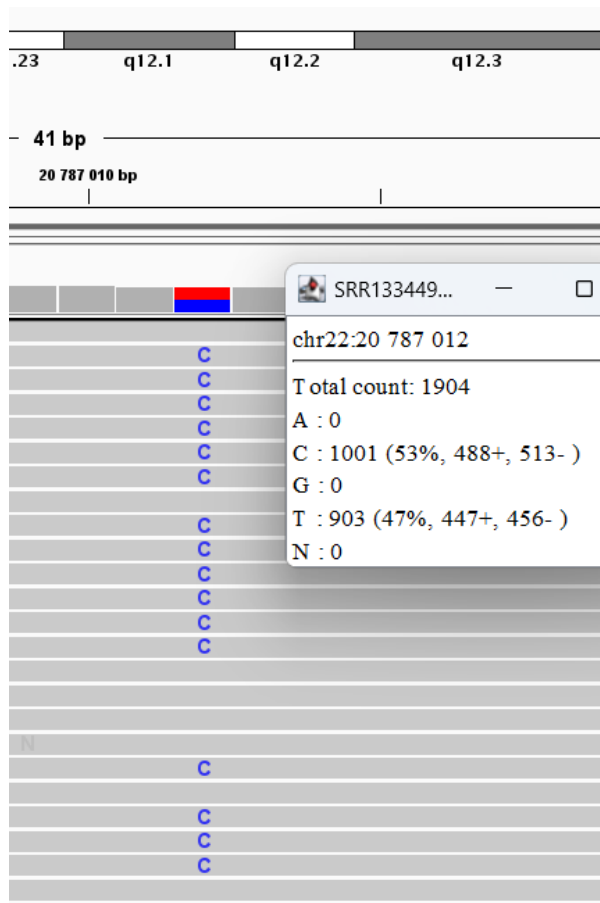 .23 q12.1 q12.2 q12.3
41 bp
20 787 010 bp
SRR133449...
chr22:20 787 012
Total count: 1904
A : 0
C : 1001 (53%, 488+, 513- )
G : 0
T : 903 (47%, 447+, 456- )
N : 0
C
C
C
C
C
C
C
C
C
C
C
C
N
C
C
C
C